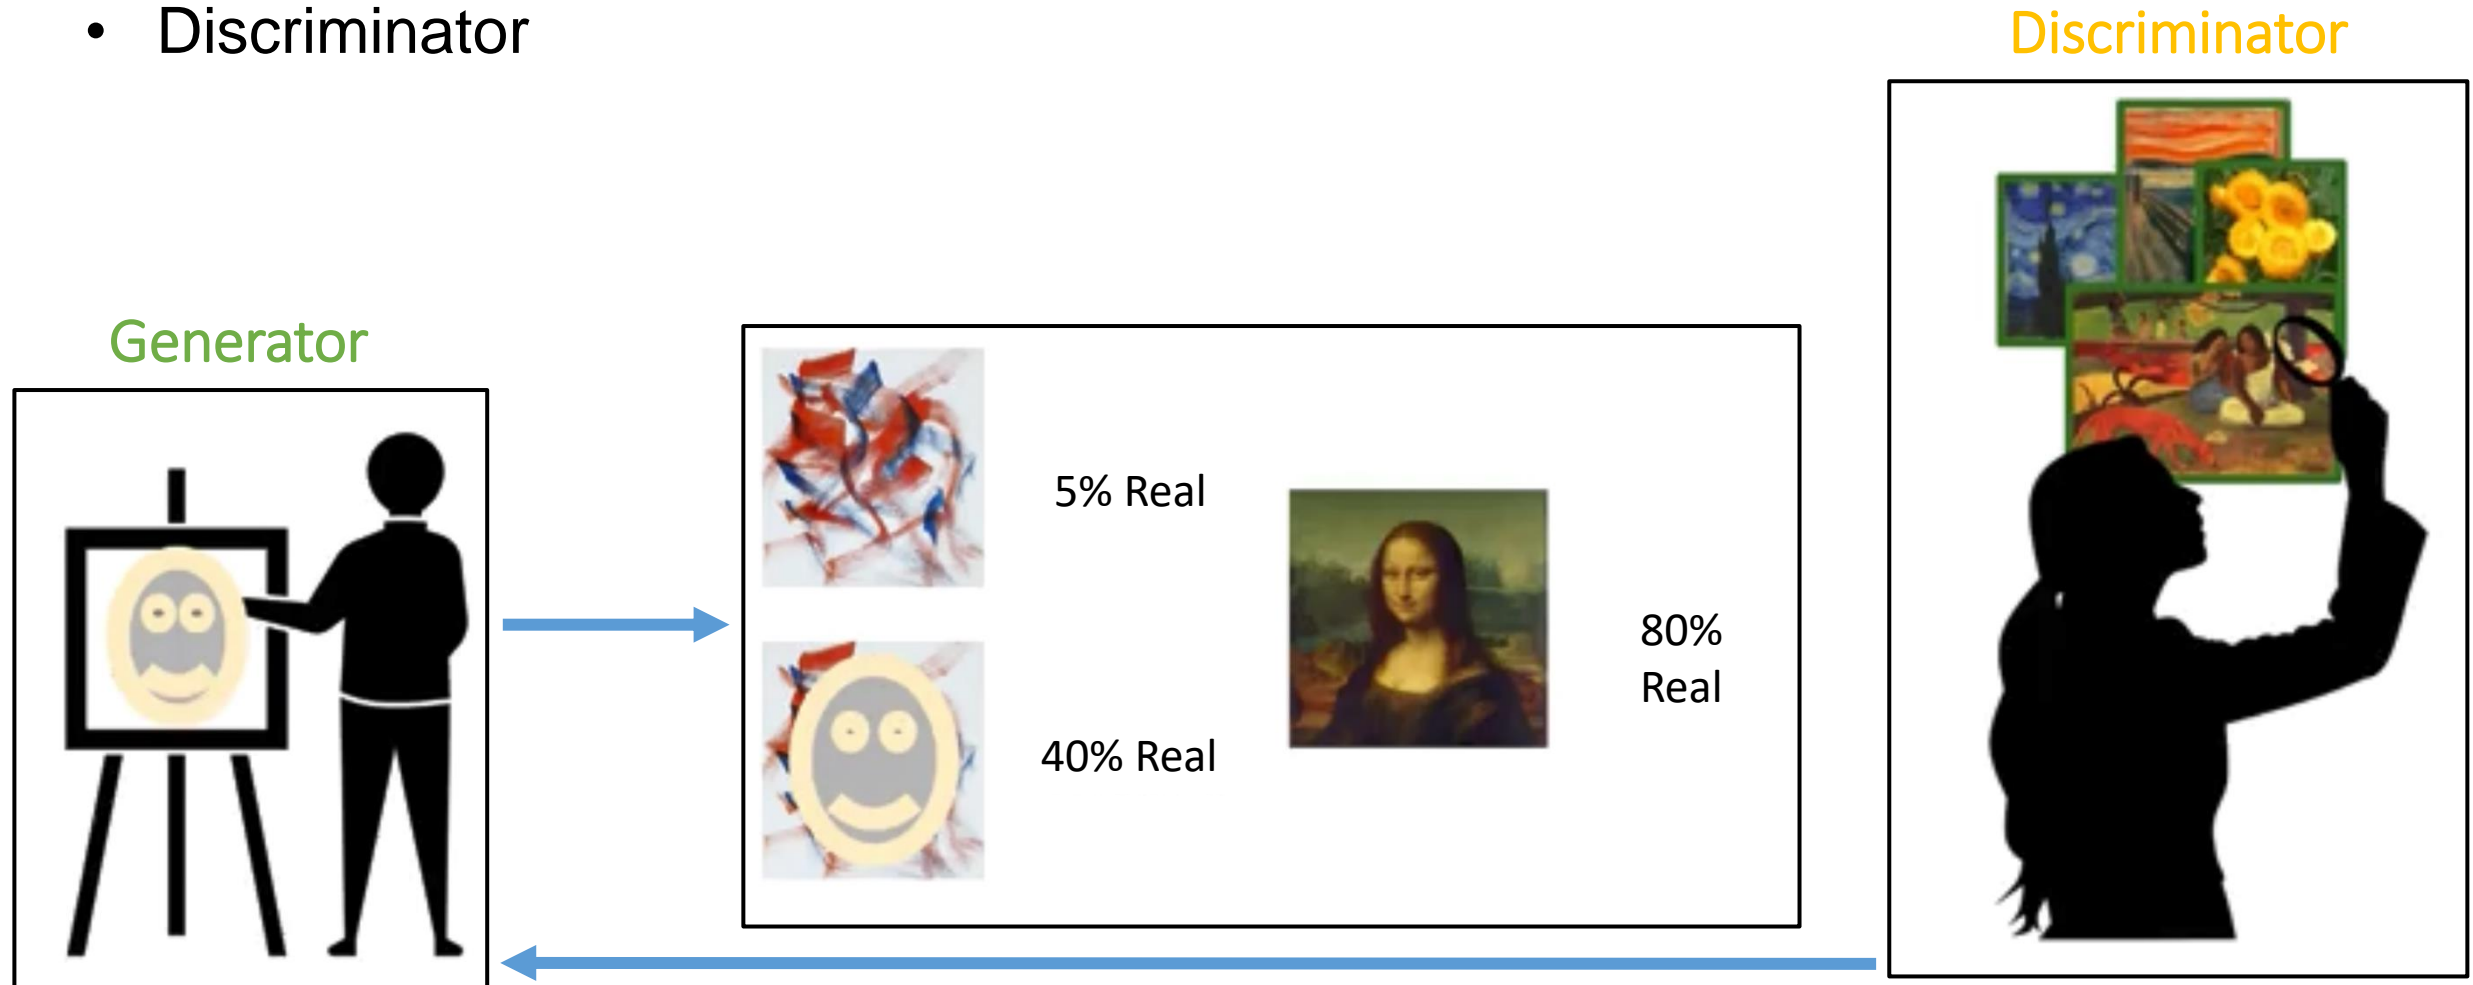 • Discriminator
Discriminator
Generator
5% Real
80%
Real
40% Real